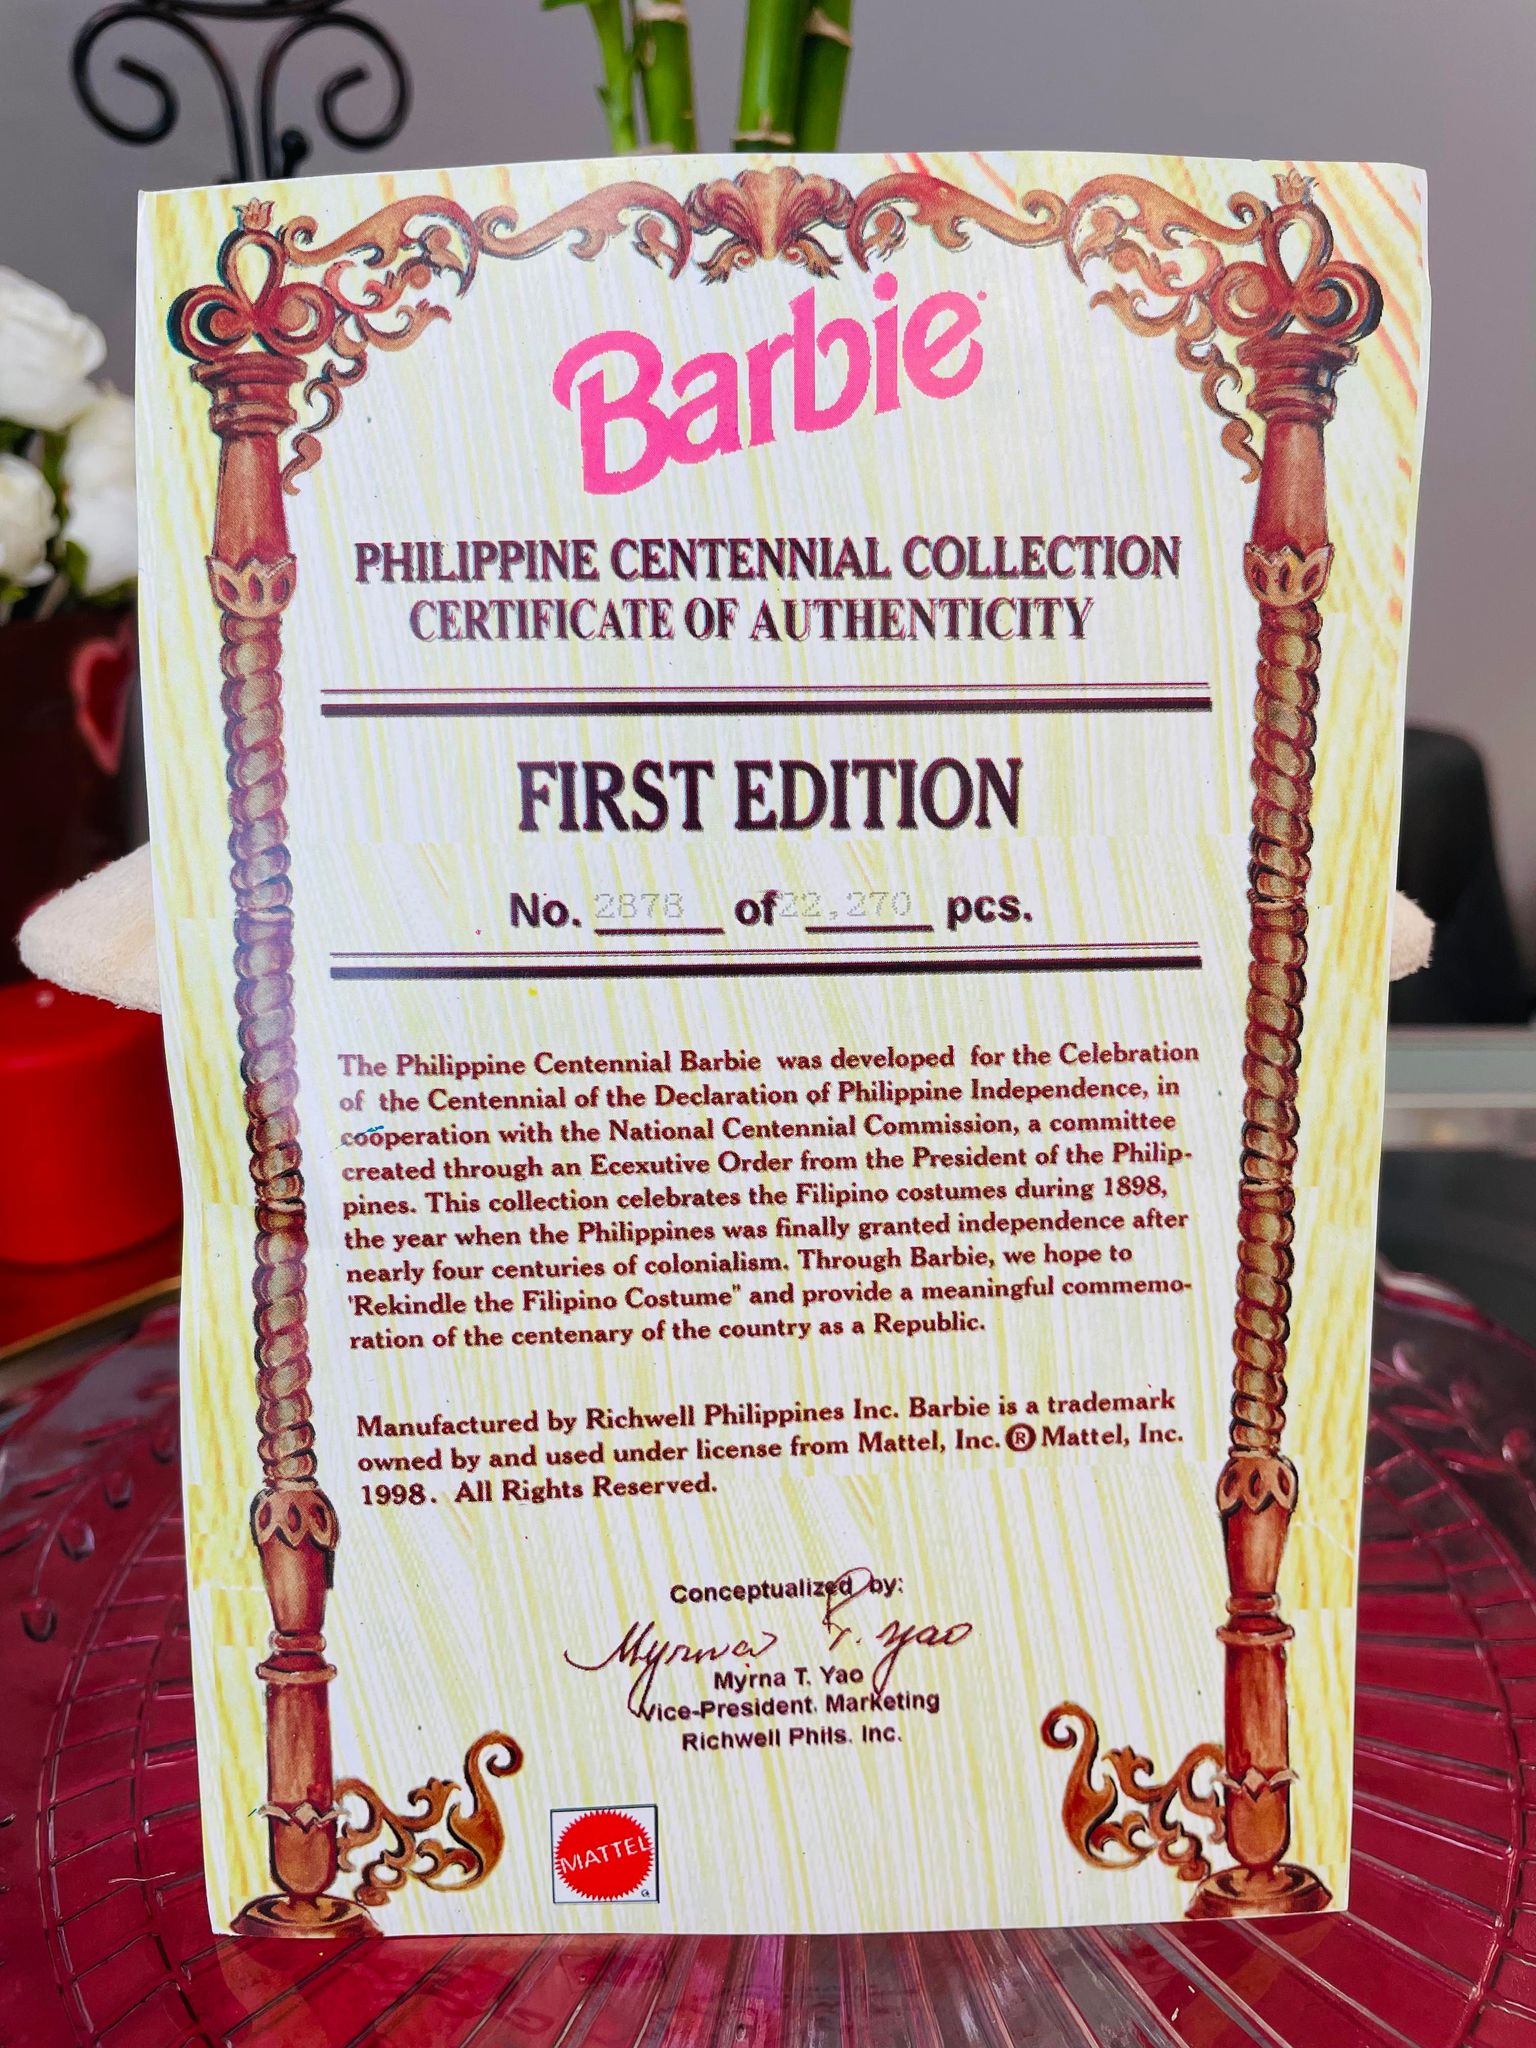 Barbie
PHILIPPINE CENTENNIAL COLLECTION
CERTIFICATE OF AUTHENTICITY
FIRST EDITION
No. 2878 of 22,270 pcs.
The Philippine Centennial Barbie was developed for the Celebration
of the Centennial of the Declaration of Philippine Independence, in
cooperation with the National Centennial Commission, a committee
created through an Ecexutive Order from the President of the Philip-
pines. This collection celebrates the Filipino costumes during 1898,
the year when the Philippines was finally granted independence after
nearly four centuries of colonialism. Through Barbie, we hope to
'Rekindle the Filipino Costume" and provide a meaningful commemo-
ration of the centenary of the country as a Republic.
Manufactured by Richwell Philippines Inc. Barbie is a trademark
owned by and used under license from Mattel, Inc. ® Mattel, Inc.
1998. All Rights Reserved.
Conceptualized by:
Myrna T. Yao
Myrna T. Yao
Vice-President. Marketing
Richwell Phils. Inc.
MATTEL